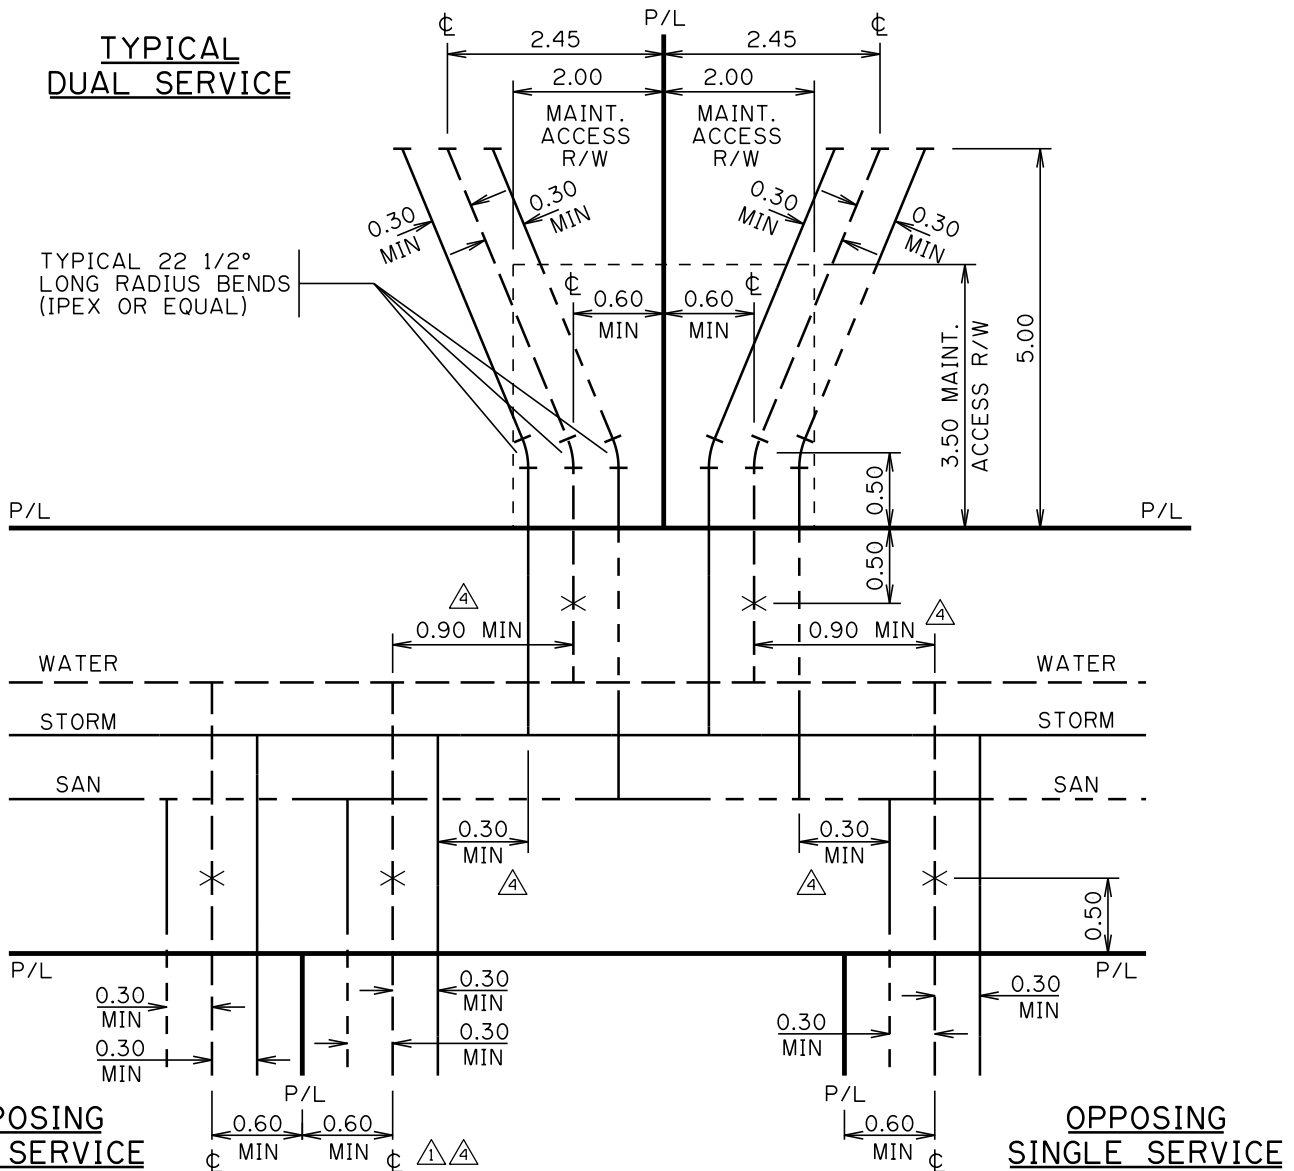 TYPICAL
DUAL SERVICE
℄
P/L
℄
2.45
2.45
2.00
2.00
MAINT.
ACCESS
R/W
MAINT.
ACCESS
R/W
0.30
MIN
0.30
MIN
0.30
MIN
0.30
MIN
TYPICAL 22 1/2°
LONG RADIUS BENDS
(IPEX OR EQUAL)
℄
℄
0.60
MIN
0.60
MIN
3.50 MAINT.
ACCESS R/W
5.00
0.50
P/L
P/L
0.50
4
4
0.90 MIN
0.90 MIN
WATER
WATER
STORM
STORM
SAN
SAN
0.30
MIN
0.30
MIN
4
4
0.50
P/L
P/L
0.30
MIN
0.30
MIN
0.30
MIN
0.30
MIN
0.30
MIN
0.30
MIN
P/L
P/L
0.60
MIN
0.60
MIN
0.60
MIN
℄
℄
1 4
℄
POSING
SERVICE
OPPOSING
SINGLE SERVICE